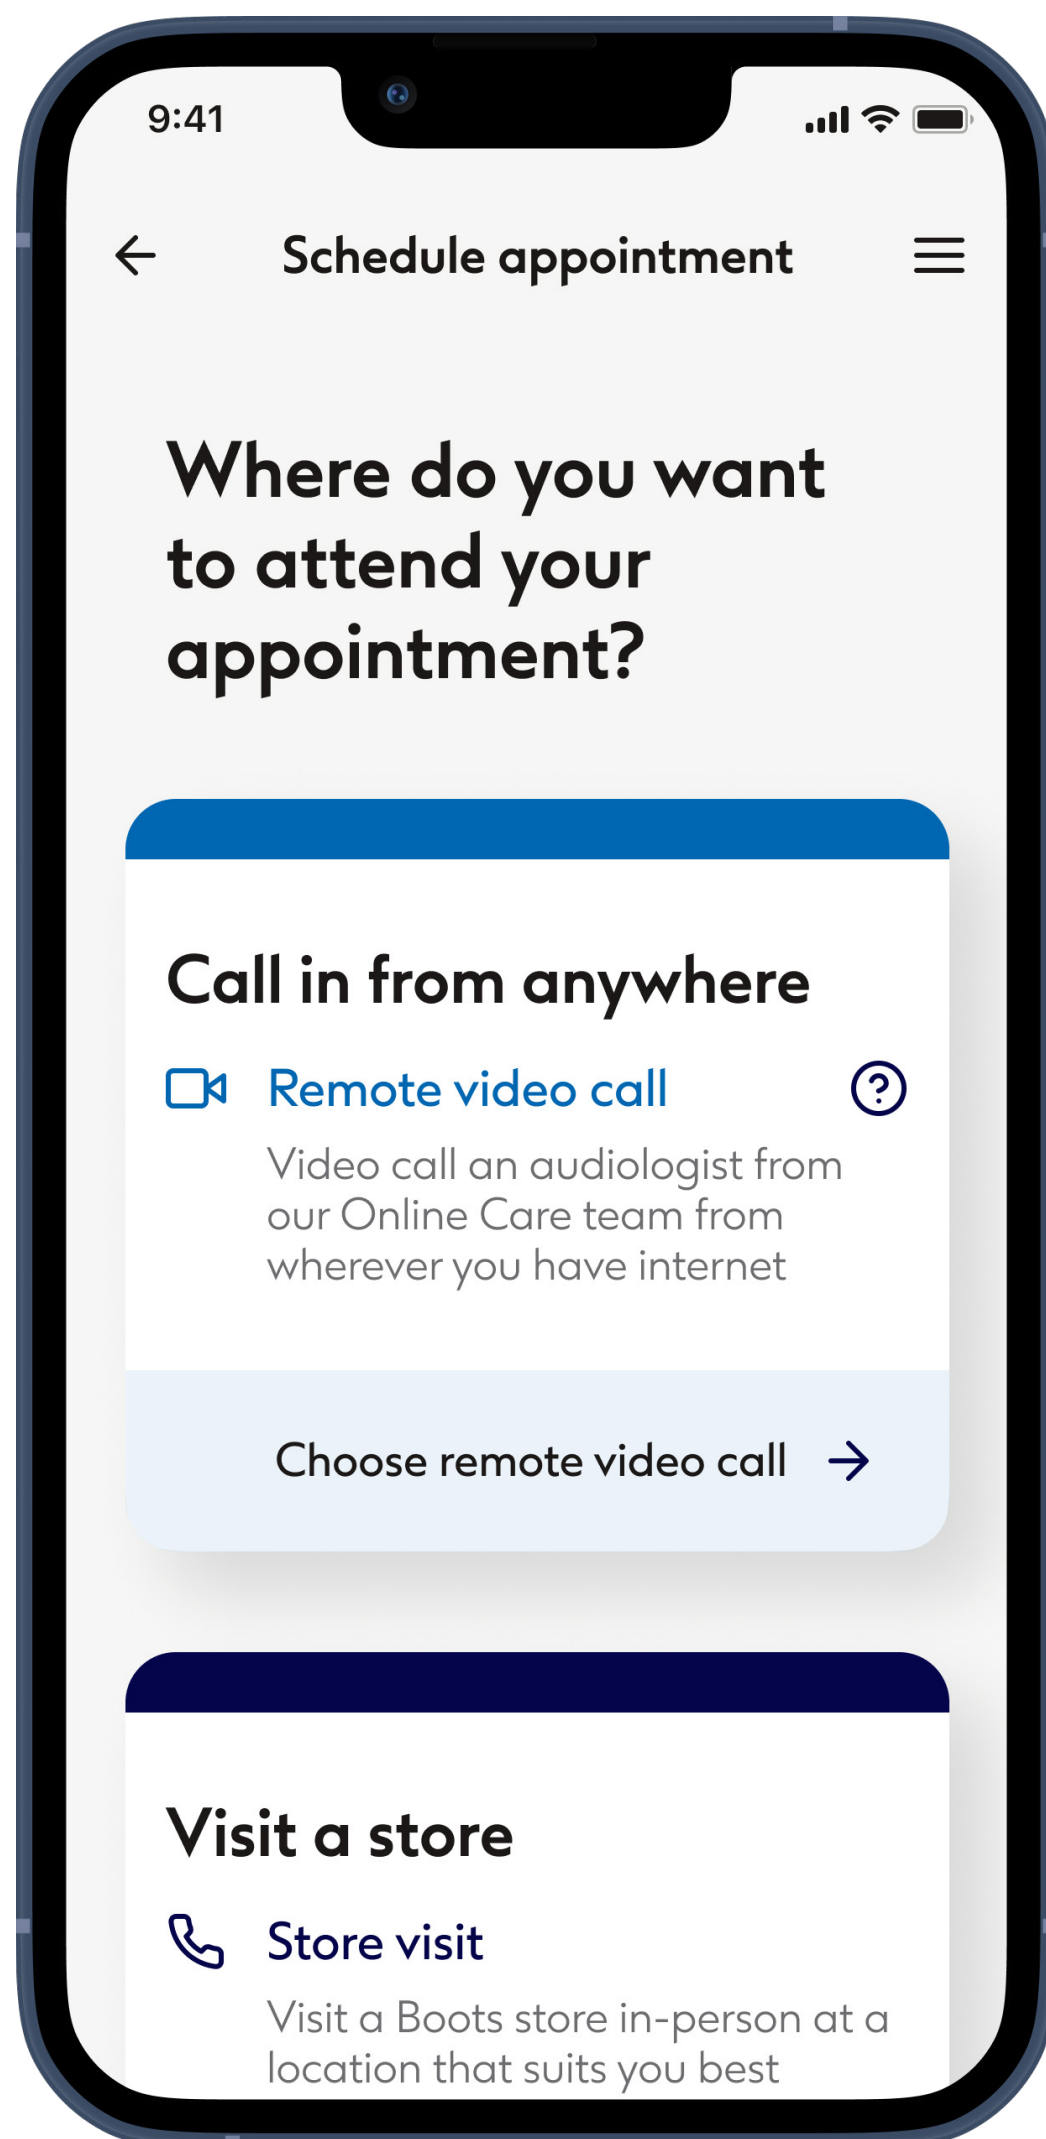 9:41
Schedule appointment
Where do you want
to attend your
appointment?
Call in from anywhere
Remote video call
Video call an audiologist from
our Online Care team from
wherever you have internet
Choose remote video call
Visit a store
Store visit
Visit a Boots store in-person at a
location that suits you best